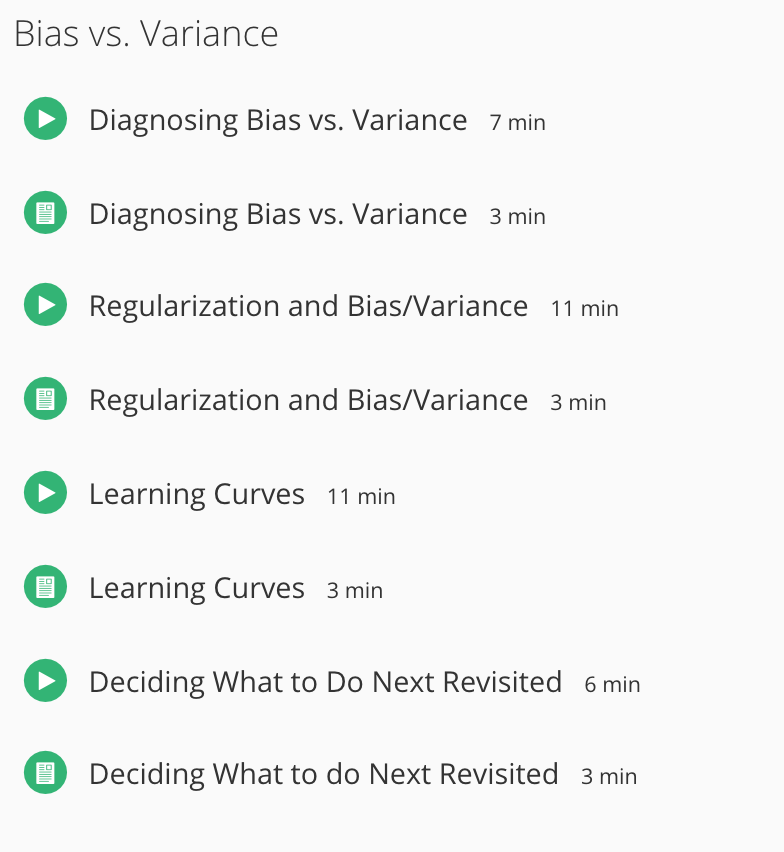 Bias vs. Variance
Diagnosing Bias vs. Variance 7 min
Diagnosing Bias vs. Variance 3 min
Regularization and Bias/Variance 11 min
Regularization and Bias/Variance 3 min
Learning Curves 11 min
Learning Curves 3 min
Deciding What to Do Next Revisited 6 min
Deciding What to do Next Revisited 3 min